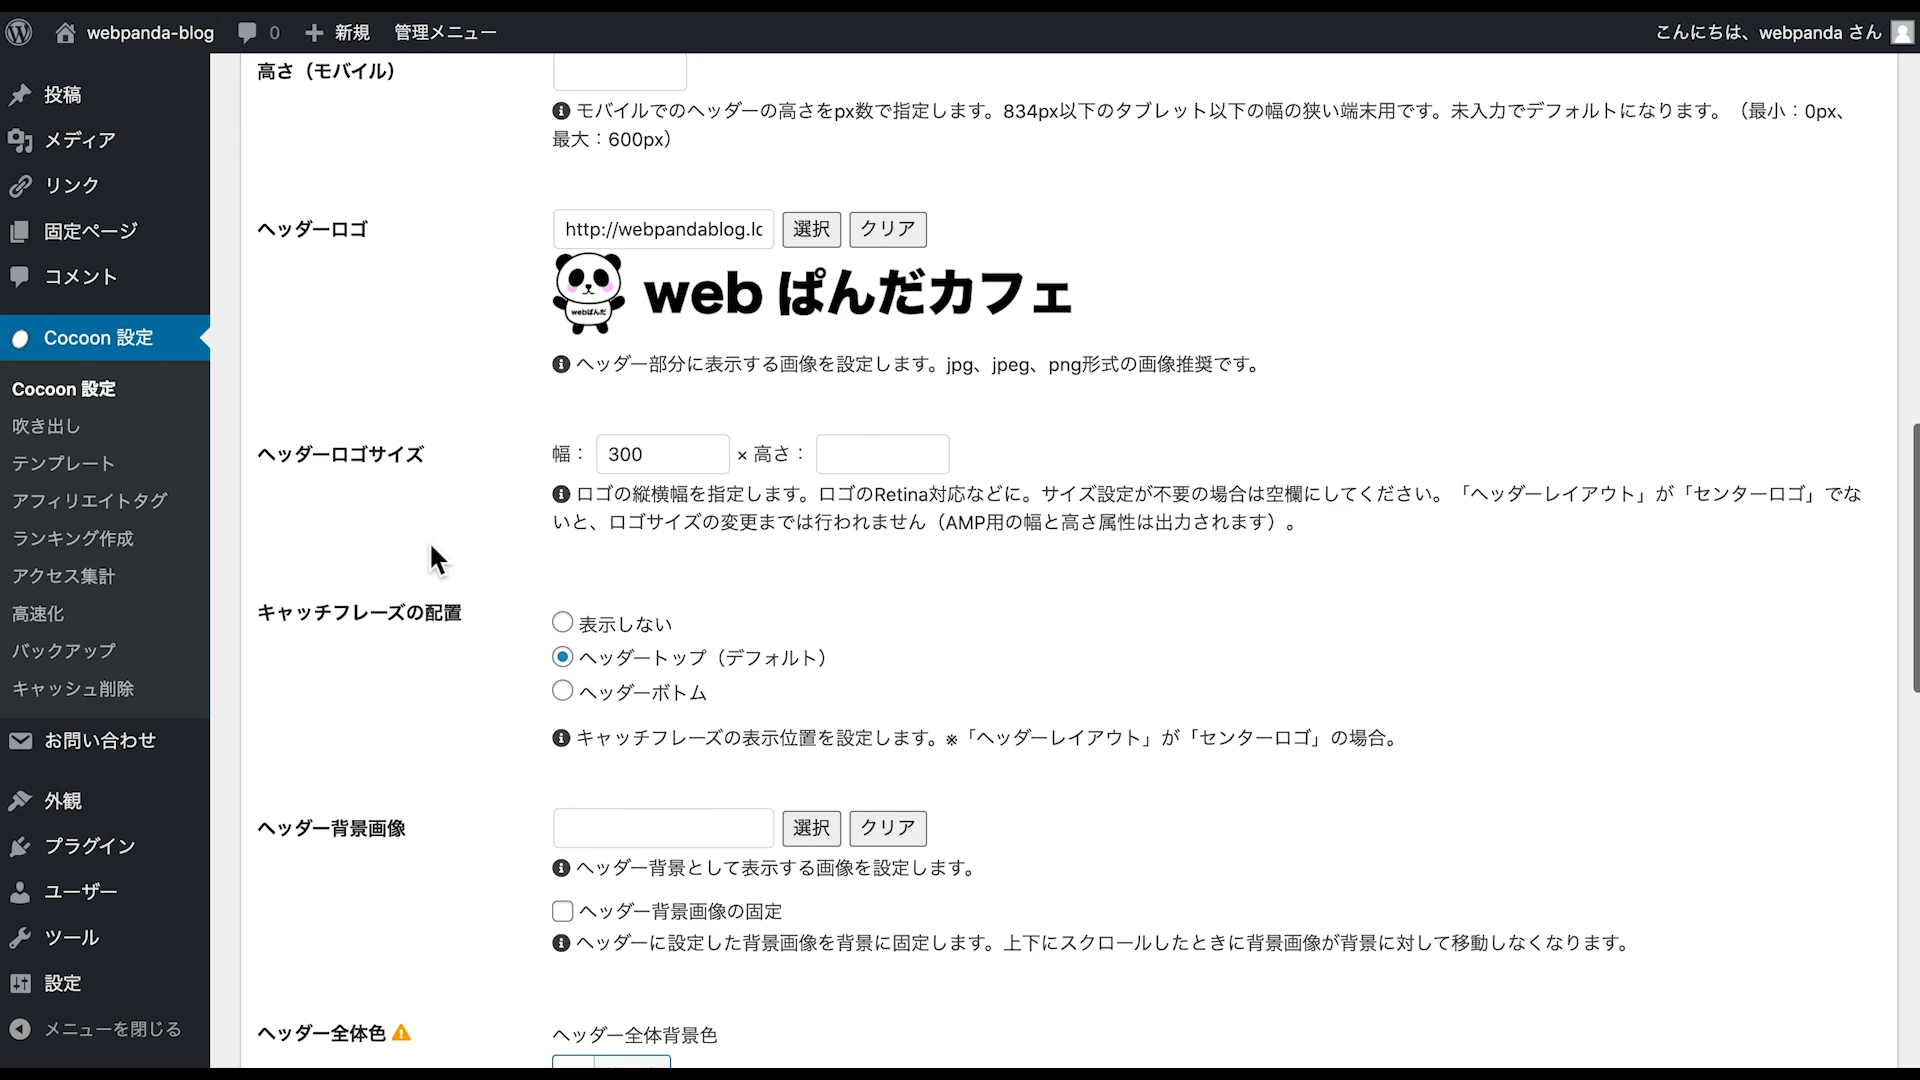 webpanda-blog 0 新規 管理メニュー こんにちは、webpanda さん
投稿
メディア
リンク
固定ページ
コメント
Cocoon 設定
Cocoon 設定
吹き出し
テンプレート
アフィリエイトタグ
ランキング作成
アクセス集計
高速化
バックアップ
キャッシュ削除
お問い合わせ
外観
プラグイン
ユーザー
ツール
設定
メニューを閉じる
高さ（モバイル）
モバイルでのヘッダーの高さをpx数で指定します。834px以下のタブレット以下の幅の狭い端末用です。未入力でデフォルトになります。（最小：0px、
最大：600px）
ヘッダーロゴ
http://webpandablog.lc 選択 クリア
webぱんだ
web ぱんだカフェ
ヘッダー部分に表示する画像を設定します。jpg、jpeg、png形式の画像推奨です。
ヘッダーロゴサイズ
幅： 300 × 高さ：
ロゴの縦横幅を指定します。ロゴのRetina対応などに。サイズ設定が不要の場合は空欄にしてください。「ヘッダーレイアウト」が「センターロゴ」でな
いと、ロゴサイズの変更までは行われません（AMP用の幅と高さ属性は出力されます）。
キャッチフレーズの配置
表示しない
ヘッダートップ（デフォルト）
ヘッダーボトム
キャッチフレーズの表示位置を設定します。※「ヘッダーレイアウト」が「センターロゴ」の場合。
ヘッダー背景画像
選択 クリア
ヘッダー背景として表示する画像を設定します。
ヘッダー背景画像の固定
ヘッダーに設定した背景画像を背景に固定します。上下にスクロールしたときに背景画像が背景に対して移動しなくなります。
ヘッダー全体色
ヘッダー全体背景色